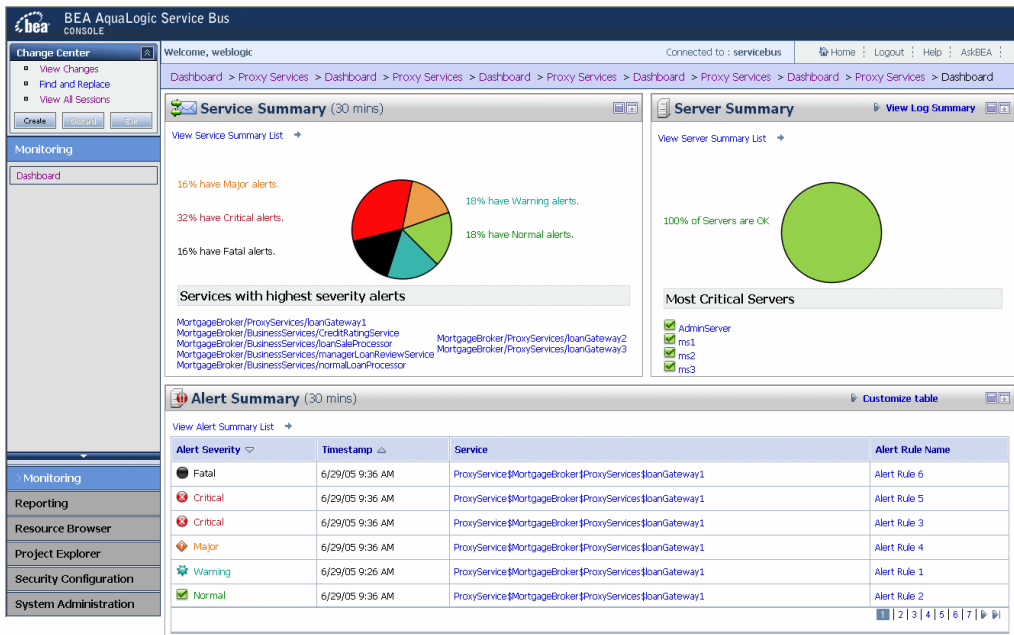 bea
BEA AquaLogic Service Bus
CONSOLE
Change Center
View Changes
Find and Replace
View All Sessions
Create Discard Exit
Monitoring
Dashboard
>Monitoring
Reporting
Resource Browser
Project Explorer
Security Configuration
System Administration
Welcome, weblogic
Connected to : servicebus
Home Logout Help AskBEA
Dashboard > Proxy Services > Dashboard > Proxy Services > Dashboard > Proxy Services > Dashboard > Proxy Services > Dashboard > Proxy Services > Dashboard
Service Summary (30 mins)
View Service Summary List
16% have Major alerts.
32% have Critical alerts.
16% have Fatal alerts.
18% have Warning alerts.
18% have Normal alerts.
Services with highest severity alerts
MortgageBroker/ProxyServices/loanGateway1
MortgageBroker/BusinessServices/CreditRatingService
MortgageBroker/BusinessServices/loanSaleProcessor
MortgageBroker/BusinessServices/managerLoanReviewService
MortgageBroker/BusinessServices/normalLoanProcessor
MortgageBroker/ProxyServices/loanGateway2
MortgageBroker/ProxyServices/loanGateway3
Server Summary
View Log Summary
View Server Summary List
100% of Servers are OK
Most Critical Servers
AdminServer
ms1
ms2
ms3
Alert Summary (30 mins)
Customize table
View Alert Summary List
Alert Severity Timestamp Service Alert Rule Name
Fatal 6/29/05 9:36 AM ProxyService$MortgageBroker$ProxyServices$loanGateway1 Alert Rule 6
Critical 6/29/05 9:36 AM ProxyService$MortgageBroker$ProxyServices$loanGateway1 Alert Rule 5
Critical 6/29/05 9:36 AM ProxyService$MortgageBroker$ProxyServices$loanGateway1 Alert Rule 3
Major 6/29/05 9:36 AM ProxyService$MortgageBroker$ProxyServices$loanGateway1 Alert Rule 4
Warning 6/29/05 9:26 AM ProxyService$MortgageBroker$ProxyServices$loanGateway1 Alert Rule 1
Normal 6/29/05 9:36 AM ProxyService$MortgageBroker$ProxyServices$loanGateway1 Alert Rule 2
1 | 2 | 3 | 4 | 5 | 6 | 7 |